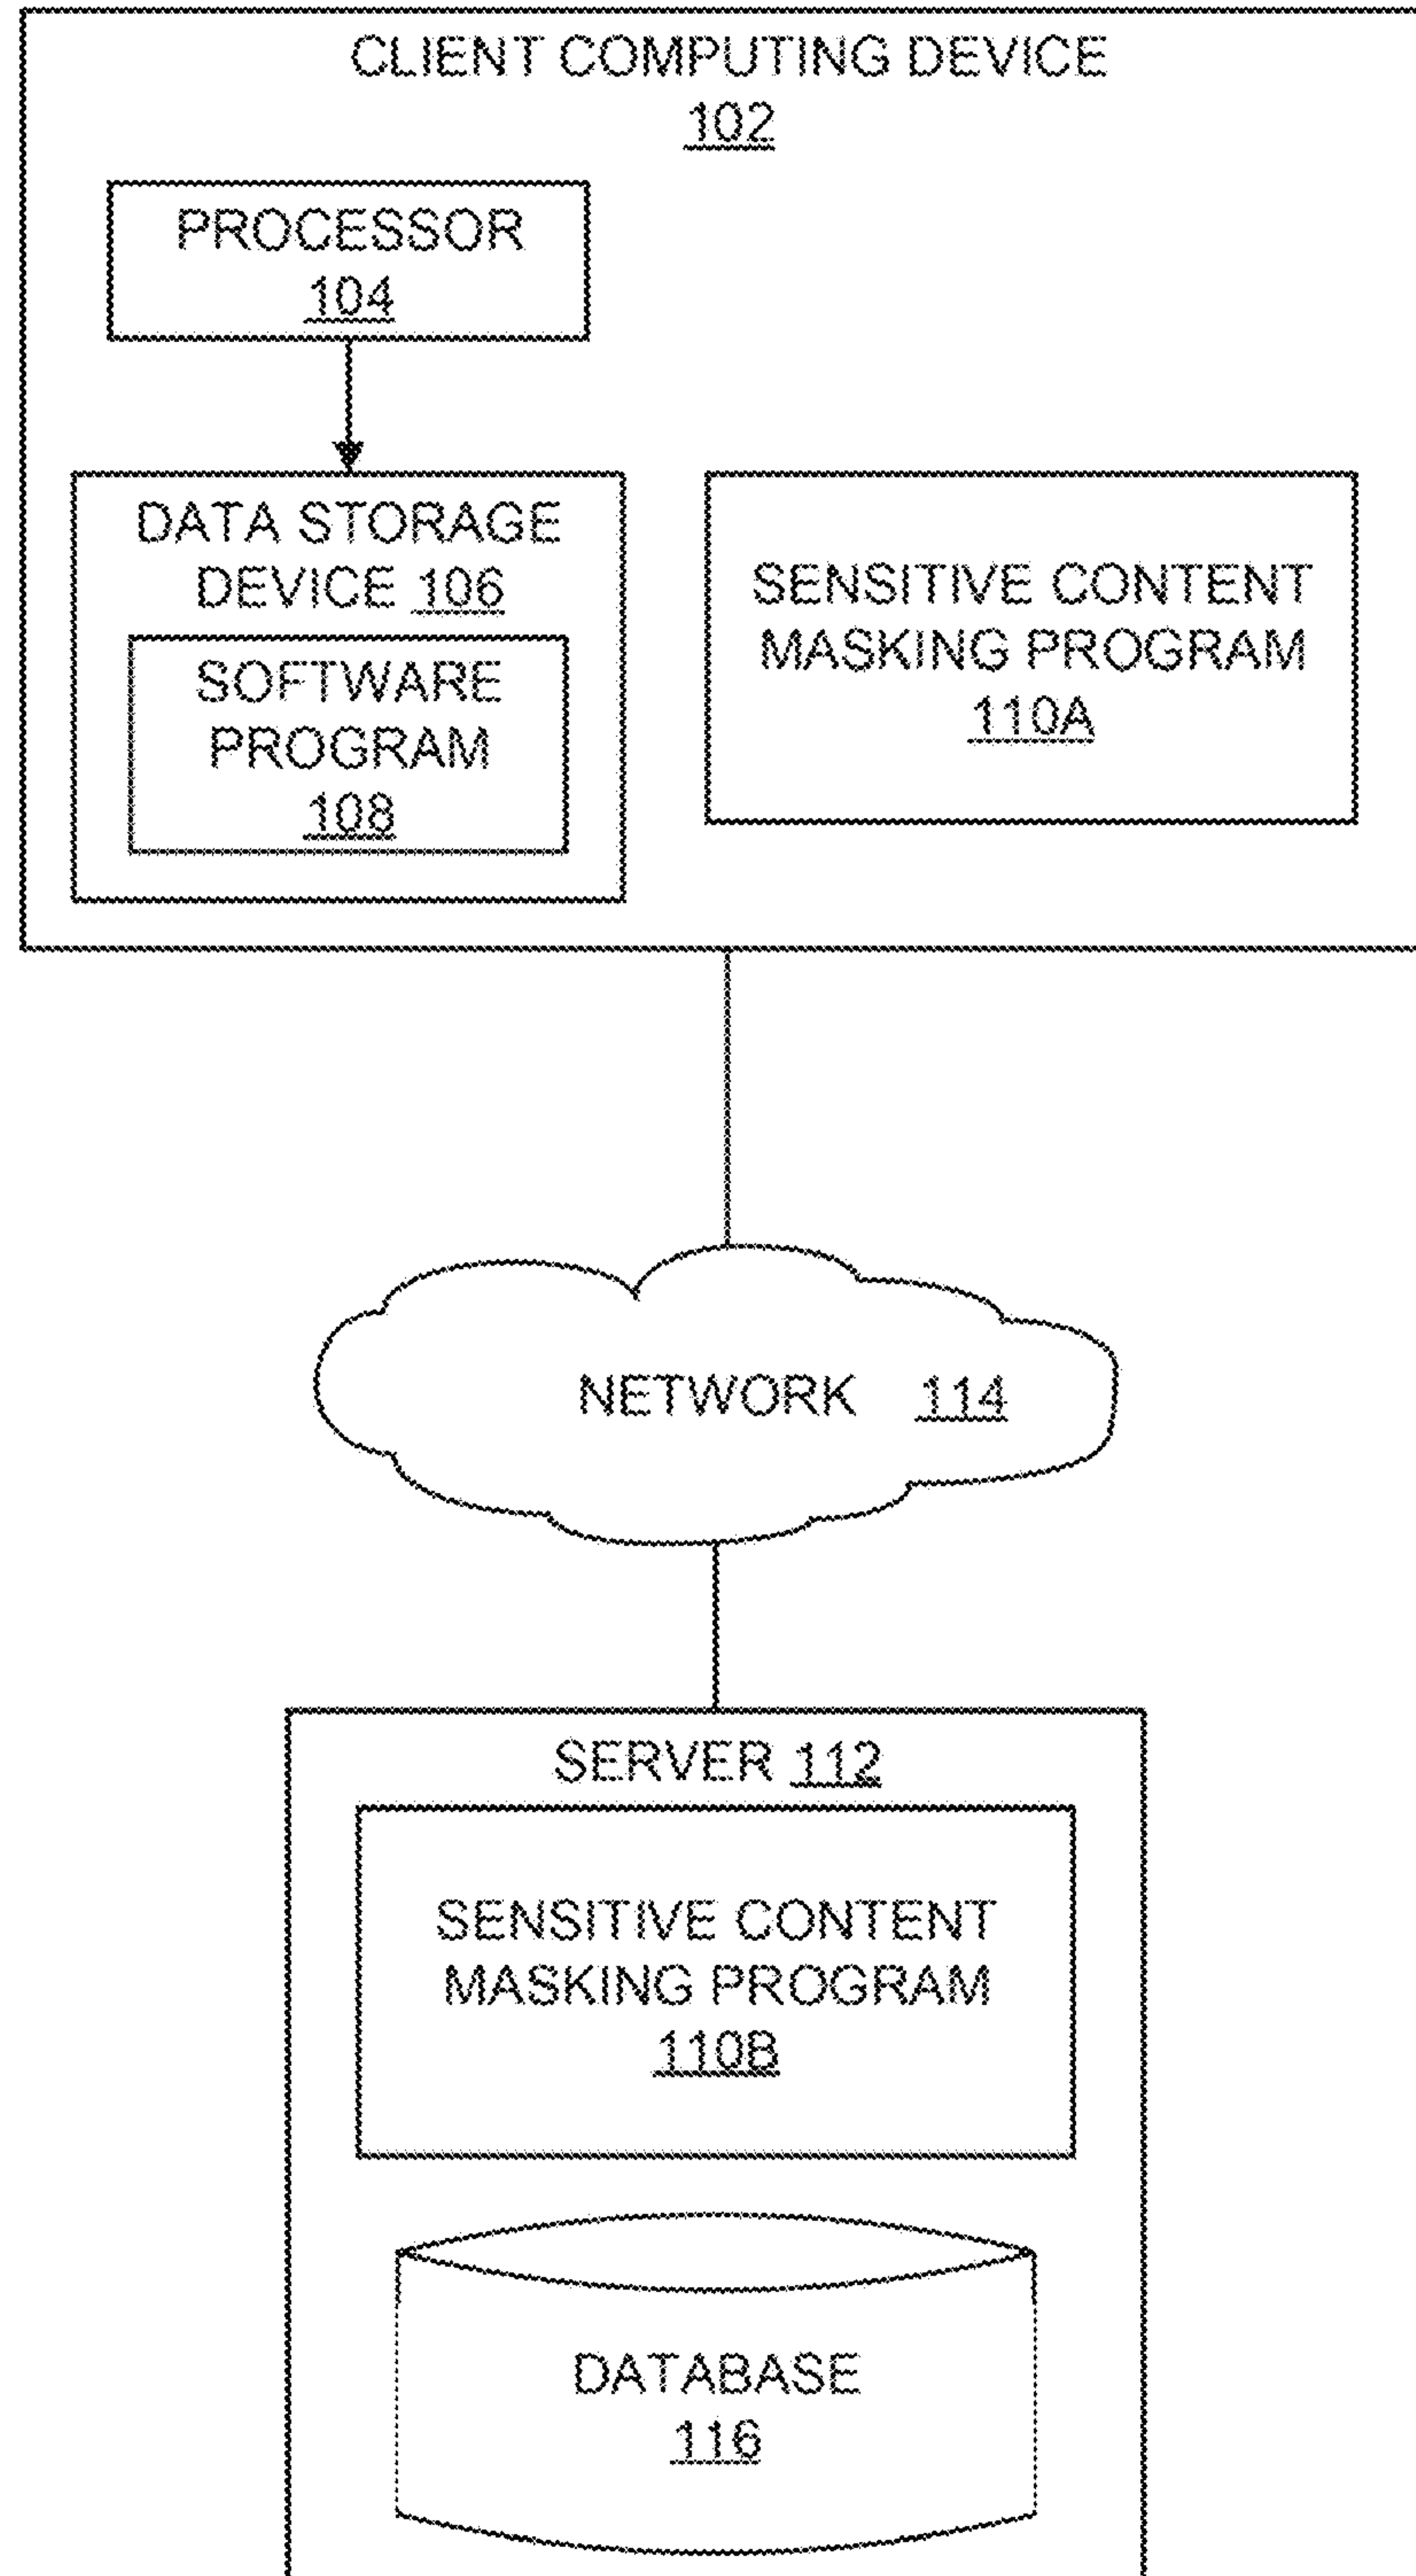 CLIENT COMPUTING DEVICE
102
PROCESSOR
104
DATA STORAGE
DEVICE 106
SOFTWARE
PROGRAM
108
SENSITIVE CONTENT
MASKING PROGRAM
110A
NETWORK 114
SERVER 112
SENSITIVE CONTENT
MASKING PROGRAM
110B
DATABASE
116